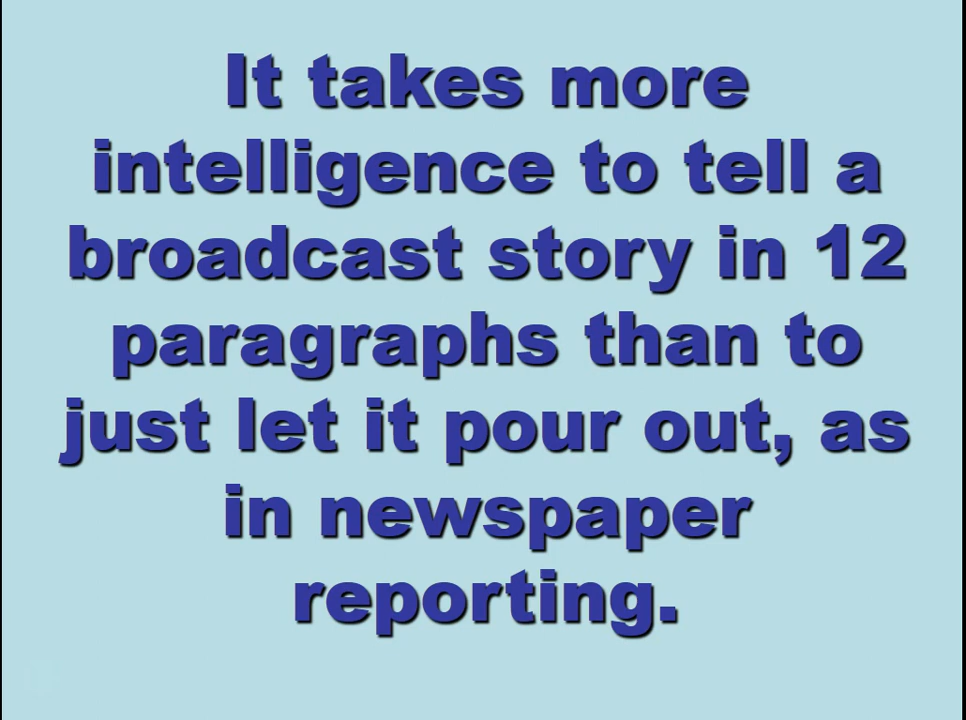 It takes more
intelligence to tell a
broadcast story in 12
paragraphs than to
just let it pour out, as
in newspaper
reporting.